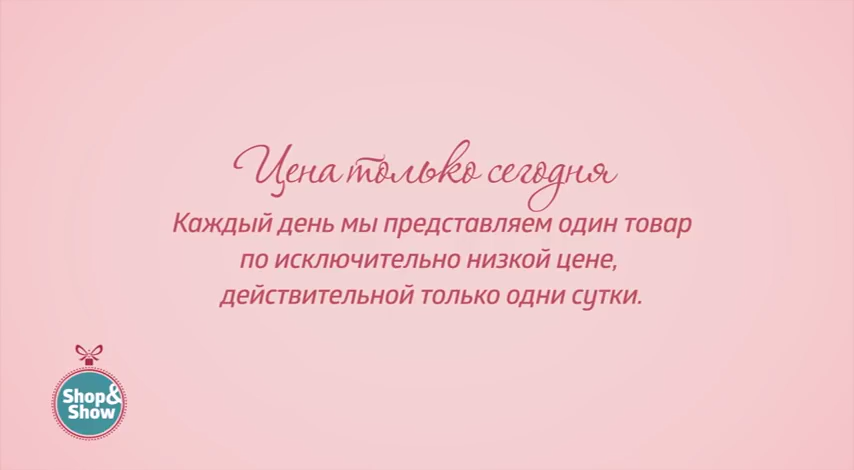 Цена только сегодня
Каждый день мы представляем один товар
по исключительно низкой цене,
действительной только одни сутки.
Shop&
Show